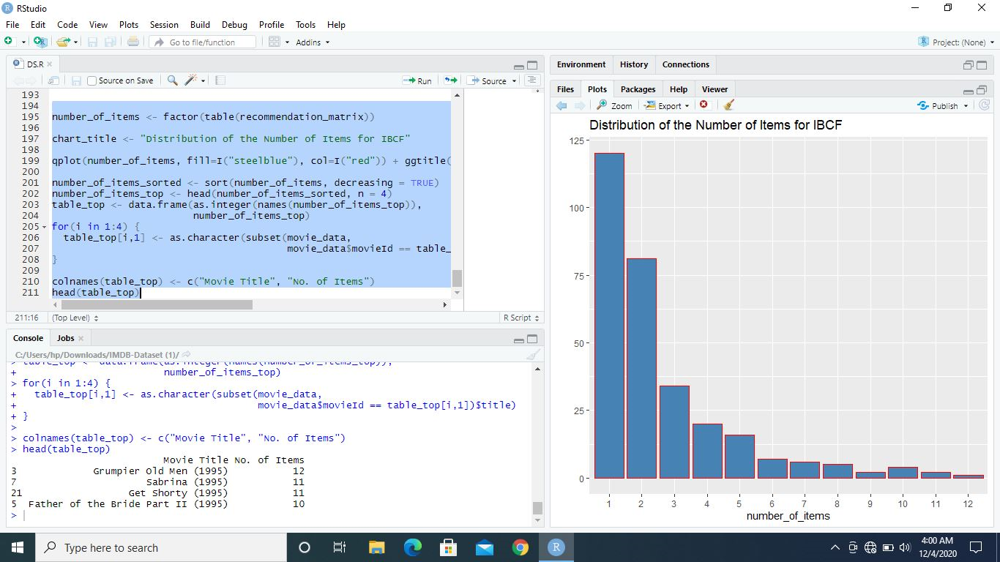 RStudio
File Edit Code View Plots Session Build Debug Profile Tools Help
Go to file/function Addins Project: (None)
DS.R
Source on Save Run Source
193
194
195 number_of_items <- factor(table(recommendation_matrix))
196
197 chart_title <- "Distribution of the Number of Items for IBCF"
198
199 qplot(number_of_items, fill=I("steelblue"), col=I("red")) + ggtitle(
200
201 number_of_items_sorted <- sort(number_of_items, decreasing = TRUE)
202 number_of_items_top <- head(number_of_items_sorted, n = 4)
203 table_top <- data.frame(as.integer(names(number_of_items_top)),
204 number_of_items_top)
205 for(i in 1:4) {
206 table_top[i,1] <- as.character(subset(movie_data,
207 movie_data$movieId == table_
208 }
209
210 colnames(table_top) <- c("Movie Title", "No. of Items")
211 head(table_top)
211:16 (Top Level) R Script
Console Jobs
C:/Users/hp/Downloads/IMDB-Dataset (1)/
> table_top <- data.frame(as.integer(names(number_of_items_top)),
+ number_of_items_top)
> for(i in 1:4) {
+ table_top[i,1] <- as.character(subset(movie_data,
+ movie_data$movieId == table_top[i,1])$title)
+ }
>
> colnames(table_top) <- c("Movie Title", "No. of Items")
> head(table_top)
Movie Title No. of Items
3 Grumpier Old Men (1995) 12
7 Sabrina (1995) 11
21 Get Shorty (1995) 11
5 Father of the Bride Part II (1995) 10
>
Environment History Connections
Files Plots Packages Help Viewer
Zoom Export Publish
Distribution of the Number of Items for IBCF
125
100
75
50
25
0
1 2 3 4 5 6 7 8 9 10 11 12
number_of_items
Type here to search
4:00 AM
12/4/2020